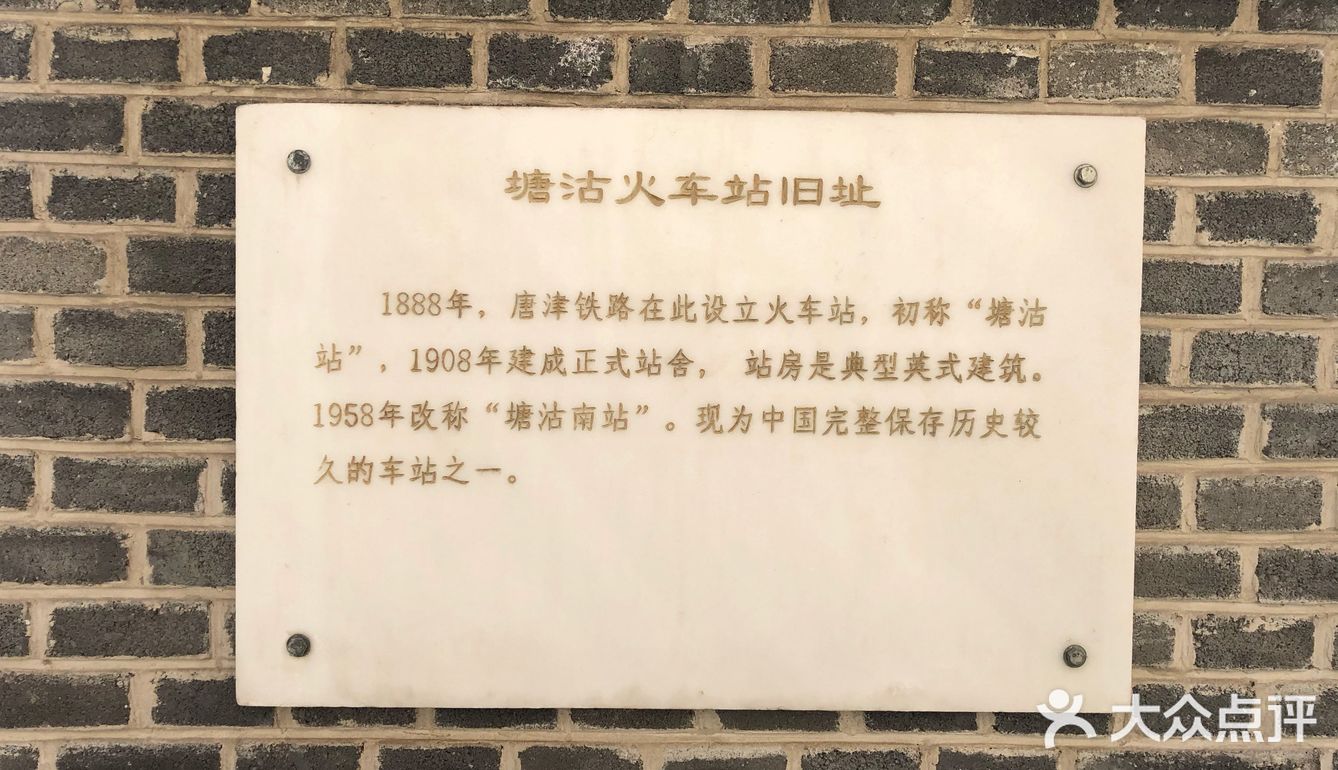 塘沽火车站旧址
1888年，唐津铁路在此设立火车站，初称“塘沽
站”，1908年建成正式站舍， 站房是典型英式建筑。
1958年改称“塘沽南站”。现为中国完整保存历史较
久的车站之一。
大众点评